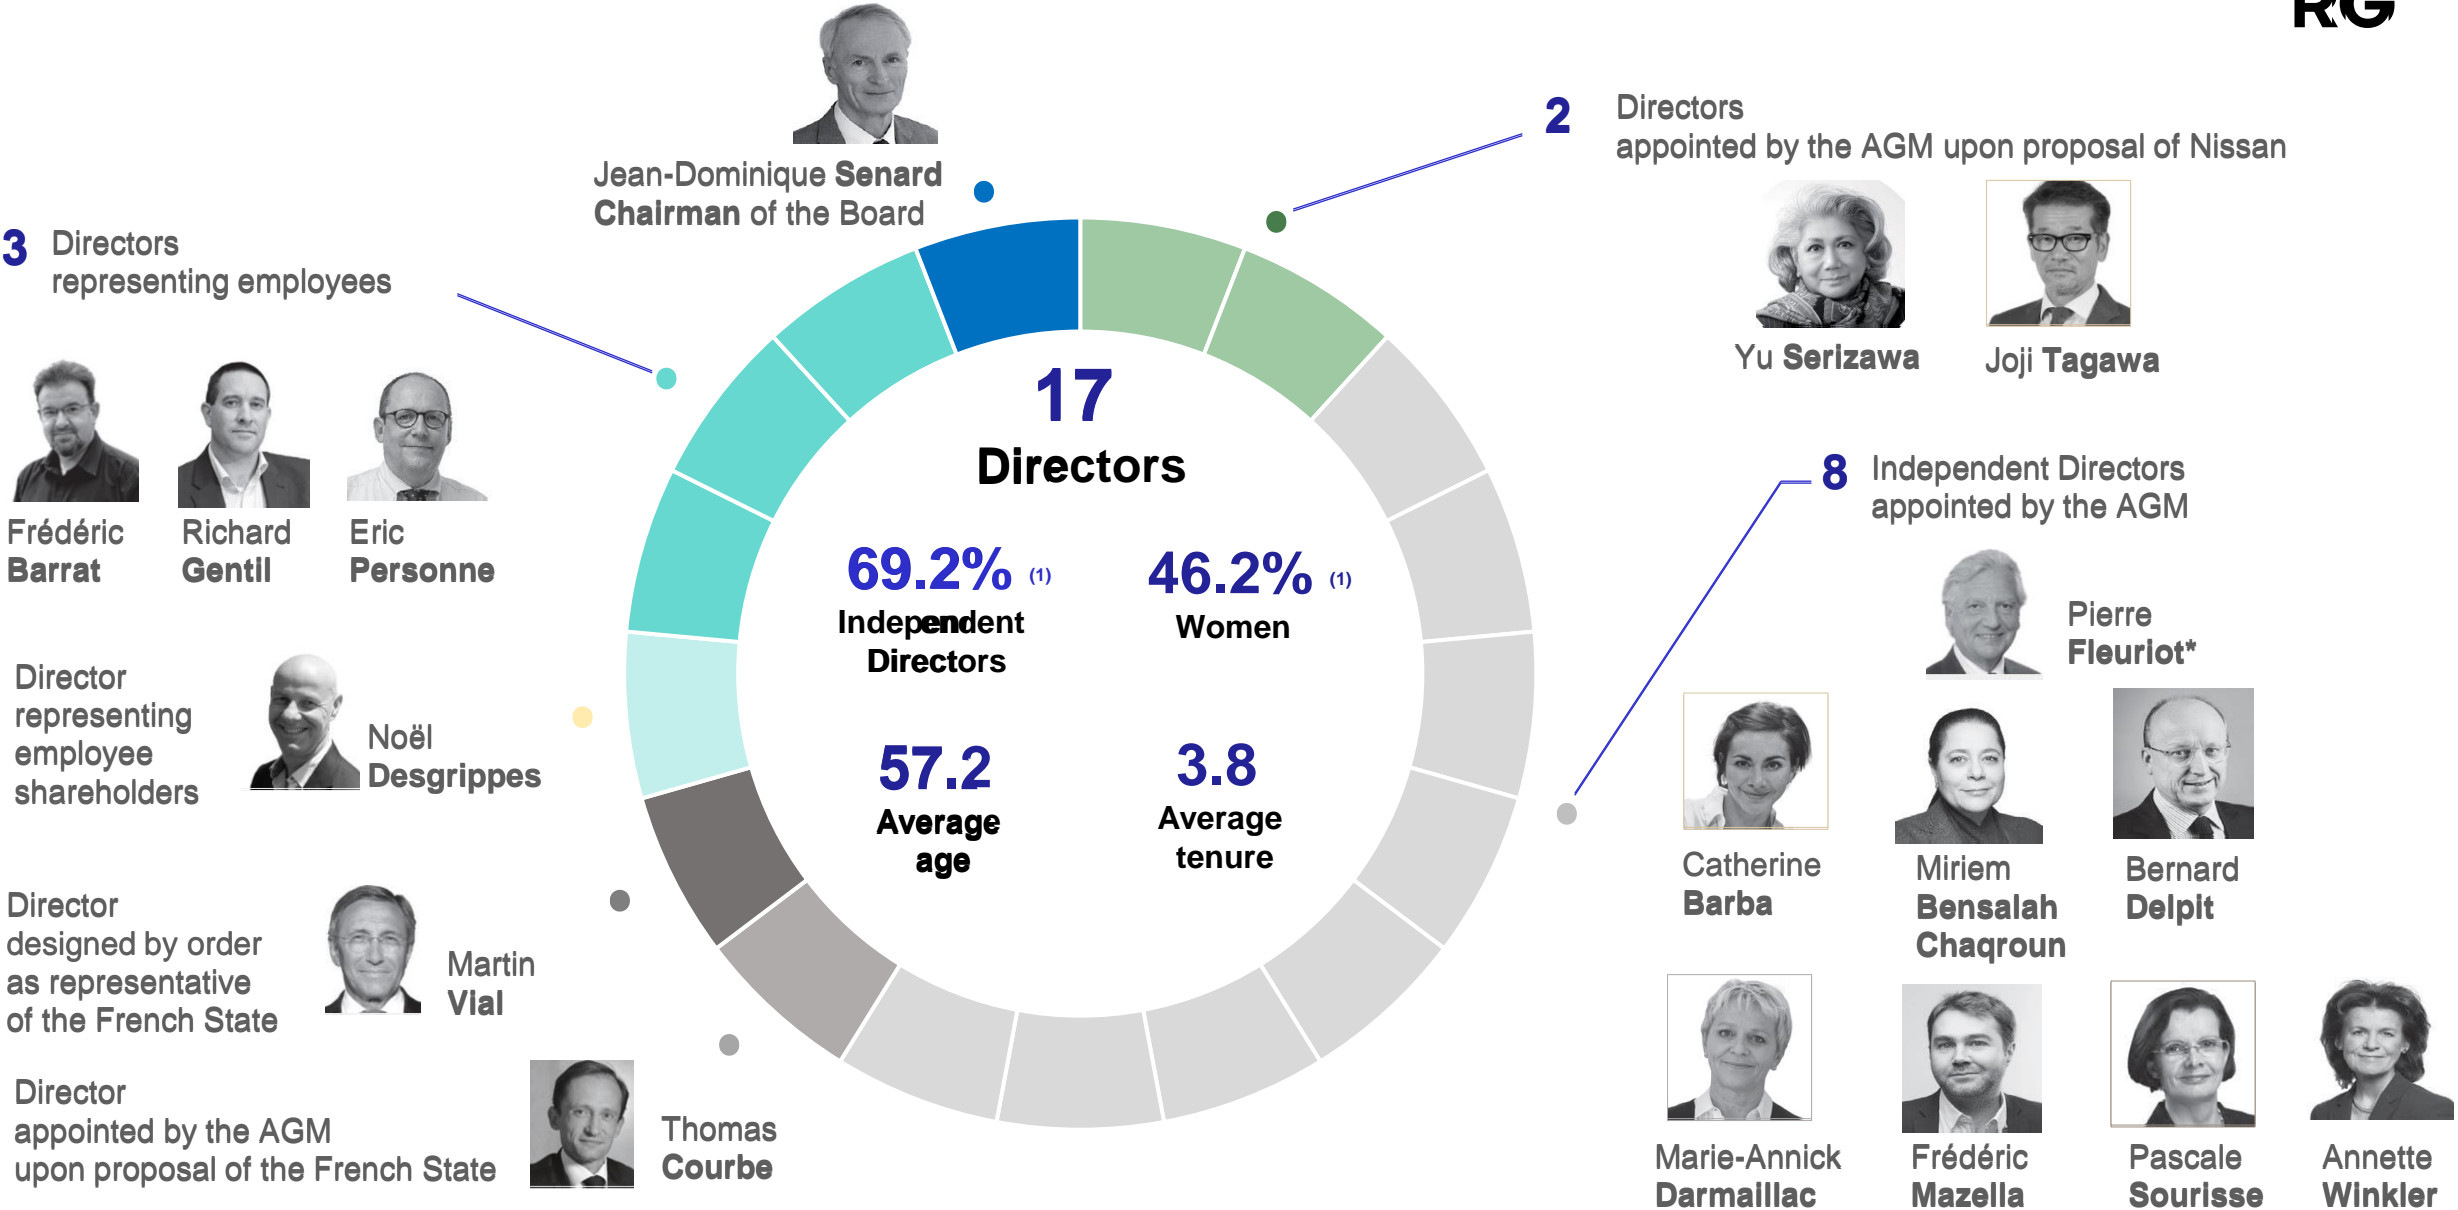 RG
Jean-Dominique Senard
Chairman of the Board
2
Directors
appointed by the AGM upon proposal of Nissan
Yu Serizawa
Joji Tagawa
3
Directors
representing employees
Frédéric
Barrat
Richard
Gentil
Eric
Personne
Director
representing
employee
shareholders
Noël
Desgrippes
Director
designed by order
as representative
of the French State
Martin
Vial
Director
appointed by the AGM
upon proposal of the French State
Thomas
Courbe
17
Directors
69.2% (1)
Independent
Directors
46.2% (1)
Women
57.2
Average
age
3.8
Average
tenure
8
Independent Directors
appointed by the AGM
Pierre
Fleuriot*
Catherine
Barba
Miriem
Bensalah
Chaqroun
Bernard
Delpit
Marie-Annick
Darmaillac
Frédéric
Mazella
Pascale
Sourisse
Annette
Winkler